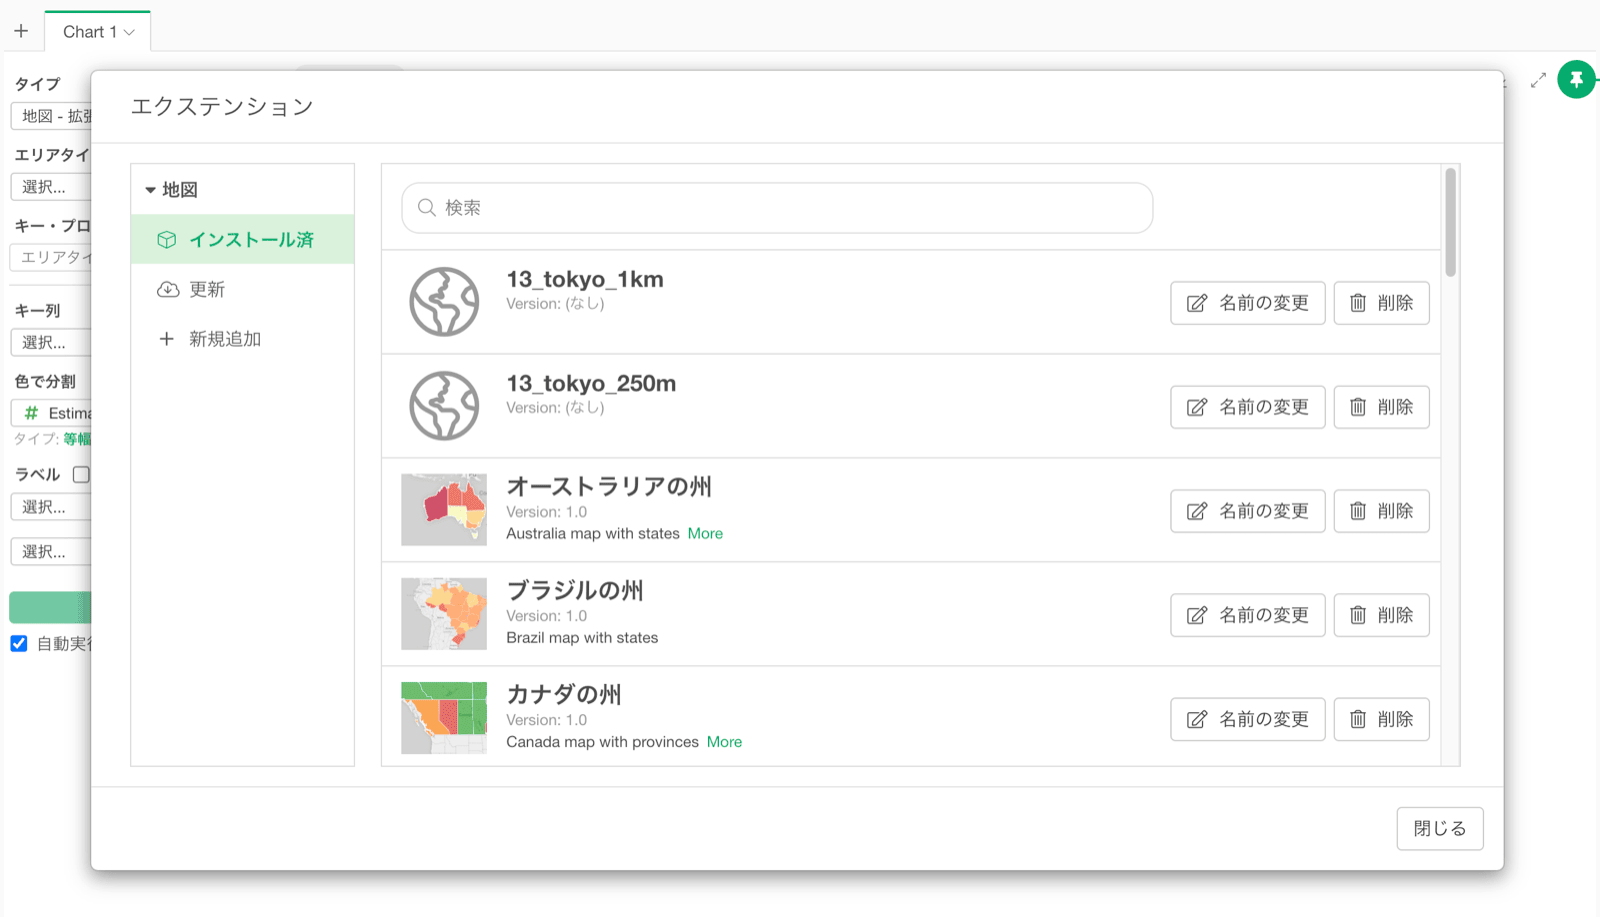 Chart 1
タイプ
地図 - 拡張
エリアタイ
選択...
キー・プロ
エリアタイ
キー列
選択...
色で分割
# Estima
タイプ: 等幅
ラベル
選択...
選択...
自動実行
エクステンション
地図
インストール済
更新
新規追加
検索
13_tokyo_1km
Version: (なし)
名前の変更
削除
13_tokyo_250m
Version: (なし)
名前の変更
削除
オーストラリアの州
Version: 1.0
Australia map with states More
名前の変更
削除
ブラジルの州
Version: 1.0
Brazil map with states
名前の変更
削除
カナダの州
Version: 1.0
Canada map with provinces More
名前の変更
削除
閉じる